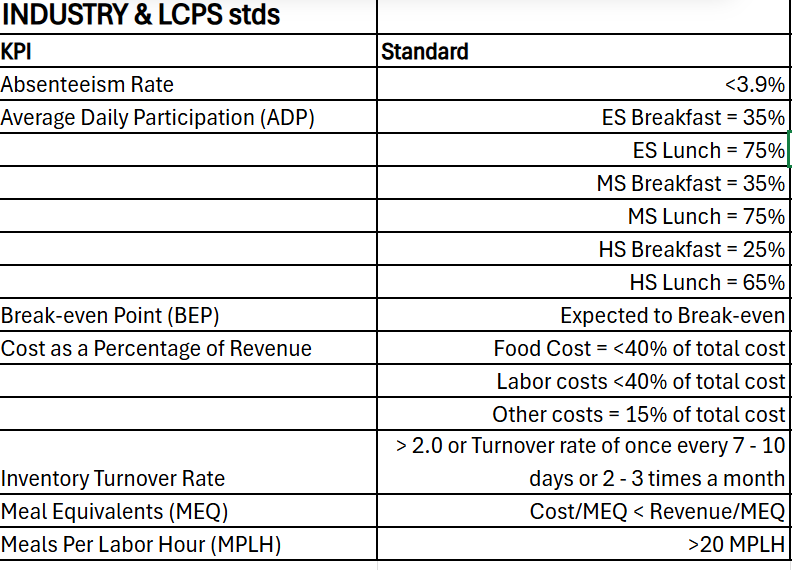 INDUSTRY & LCPS stds
KPI Standard
Absenteeism Rate <3.9%
Average Daily Participation (ADP) ES Breakfast = 35%
ES Lunch = 75%
MS Breakfast = 35%
MS Lunch = 75%
HS Breakfast = 25%
HS Lunch = 65%
Break-even Point (BEP) Expected to Break-even
Cost as a Percentage of Revenue Food Cost = <40% of total cost
Labor costs <40% of total cost
Other costs = 15% of total cost
> 2.0 or Turnover rate of once every 7 - 10
Inventory Turnover Rate days or 2 - 3 times a month
Meal Equivalents (MEQ) Cost/MEQ < Revenue/MEQ
Meals Per Labor Hour (MPLH) >20 MPLH